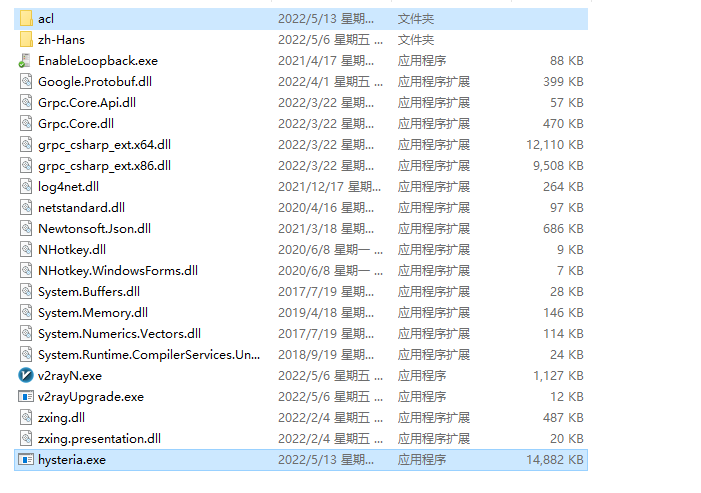 acl 2022/5/13 星期... 文件夹
zh-Hans 2022/5/6 星期五 ... 文件夹
EnableLoopback.exe 2021/4/17 星期... 应用程序 88 KB
Google.Protobuf.dll 2022/4/1 星期五 ... 应用程序扩展 399 KB
Grpc.Core.Api.dll 2022/3/22 星期... 应用程序扩展 57 KB
Grpc.Core.dll 2022/3/22 星期... 应用程序扩展 470 KB
grpc_csharp_ext.x64.dll 2022/3/22 星期... 应用程序扩展 12,110 KB
grpc_csharp_ext.x86.dll 2022/3/22 星期... 应用程序扩展 9,508 KB
log4net.dll 2021/12/17 星期... 应用程序扩展 264 KB
netstandard.dll 2020/4/16 星期... 应用程序扩展 97 KB
Newtonsoft.Json.dll 2021/3/18 星期... 应用程序扩展 686 KB
NHotkey.dll 2020/6/8 星期一 ... 应用程序扩展 9 KB
NHotkey.WindowsForms.dll 2020/6/8 星期一 ... 应用程序扩展 7 KB
System.Buffers.dll 2017/7/19 星期... 应用程序扩展 28 KB
System.Memory.dll 2019/4/18 星期... 应用程序扩展 146 KB
System.Numerics.Vectors.dll 2017/7/19 星期... 应用程序扩展 114 KB
System.Runtime.CompilerServices.Un... 2018/9/19 星期... 应用程序扩展 24 KB
v2rayN.exe 2022/5/6 星期五 ... 应用程序 1,127 KB
v2rayUpgrade.exe 2022/5/6 星期五 ... 应用程序 12 KB
zxing.dll 2022/2/4 星期五 ... 应用程序扩展 487 KB
zxing.presentation.dll 2022/2/4 星期五 ... 应用程序扩展 20 KB
hysteria.exe 2022/5/13 星期... 应用程序 14,882 KB